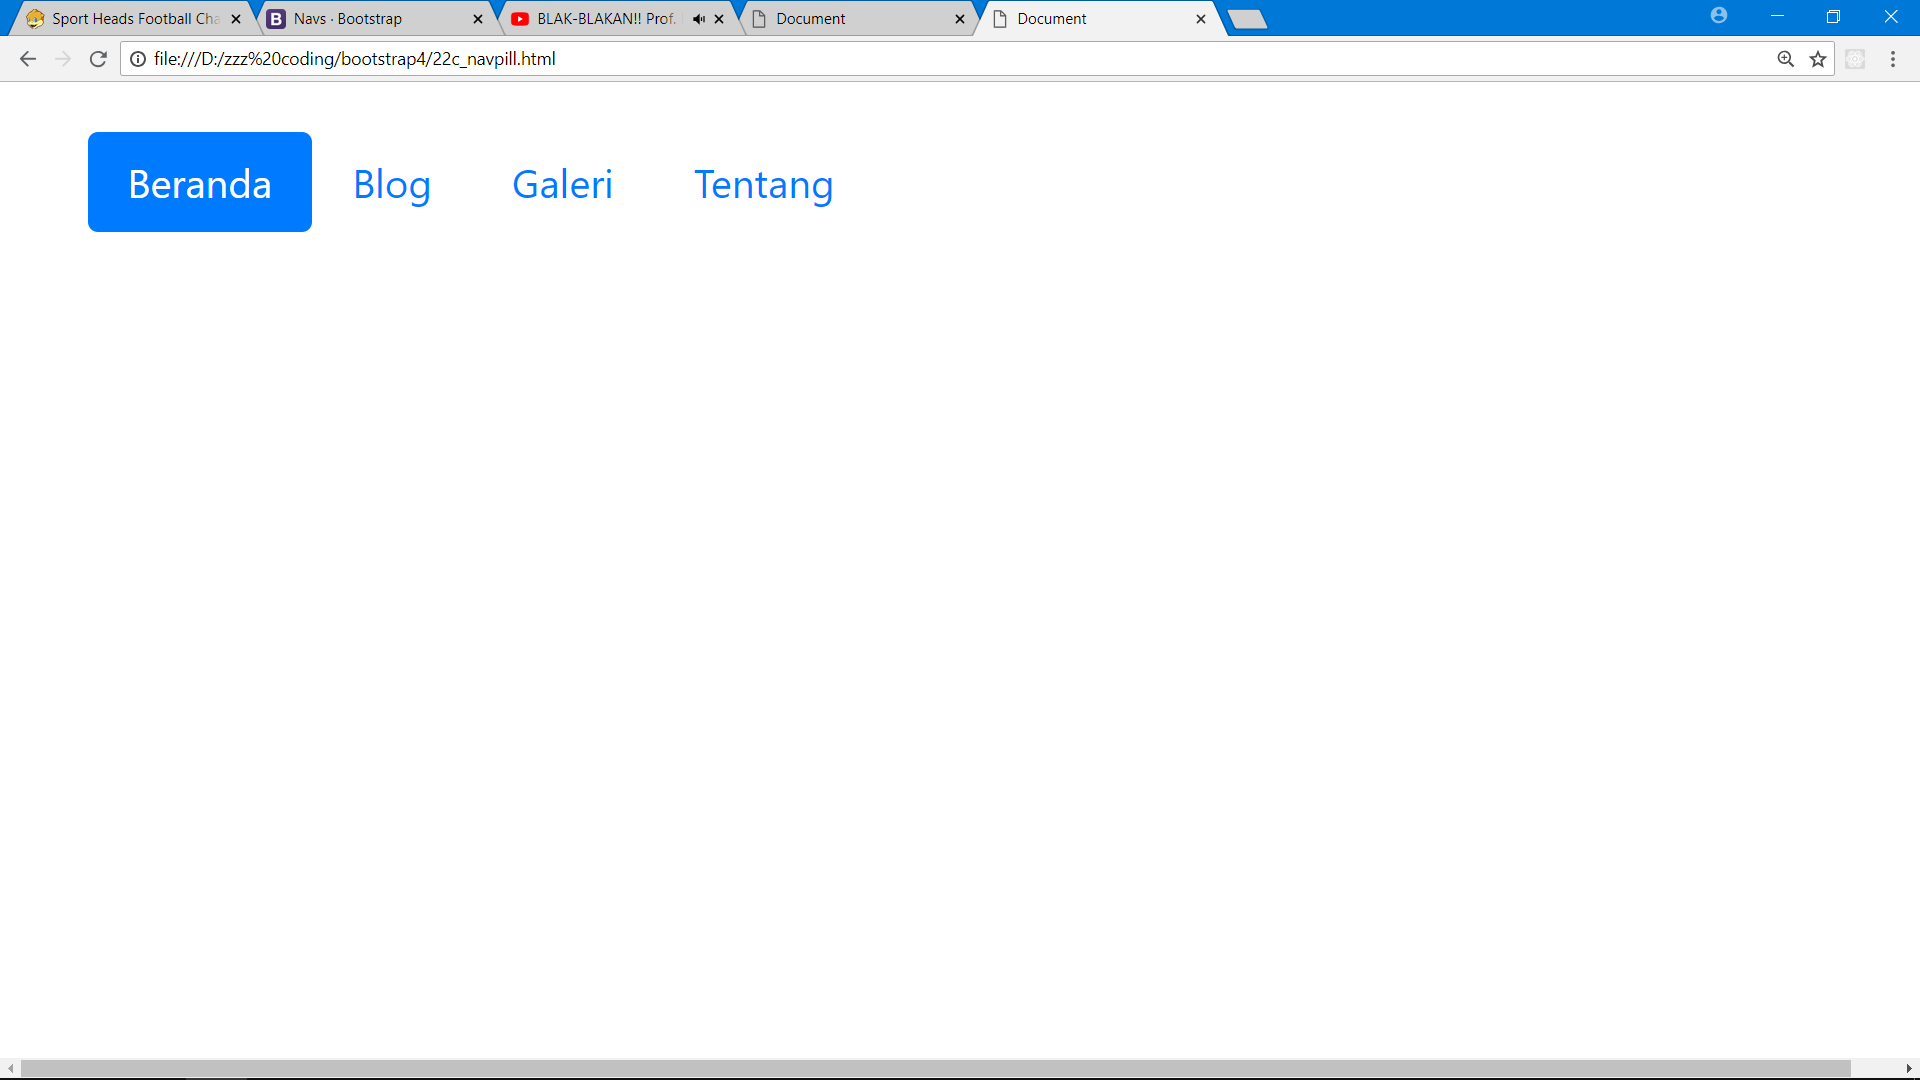 Sport Heads Football Cha
Navs · Bootstrap
BLAK-BLAKAN!! Prof.
Document
Document
file:///D:/zzz%20coding/bootstrap4/22c_navpill.html
Beranda
Blog
Galeri
Tentang